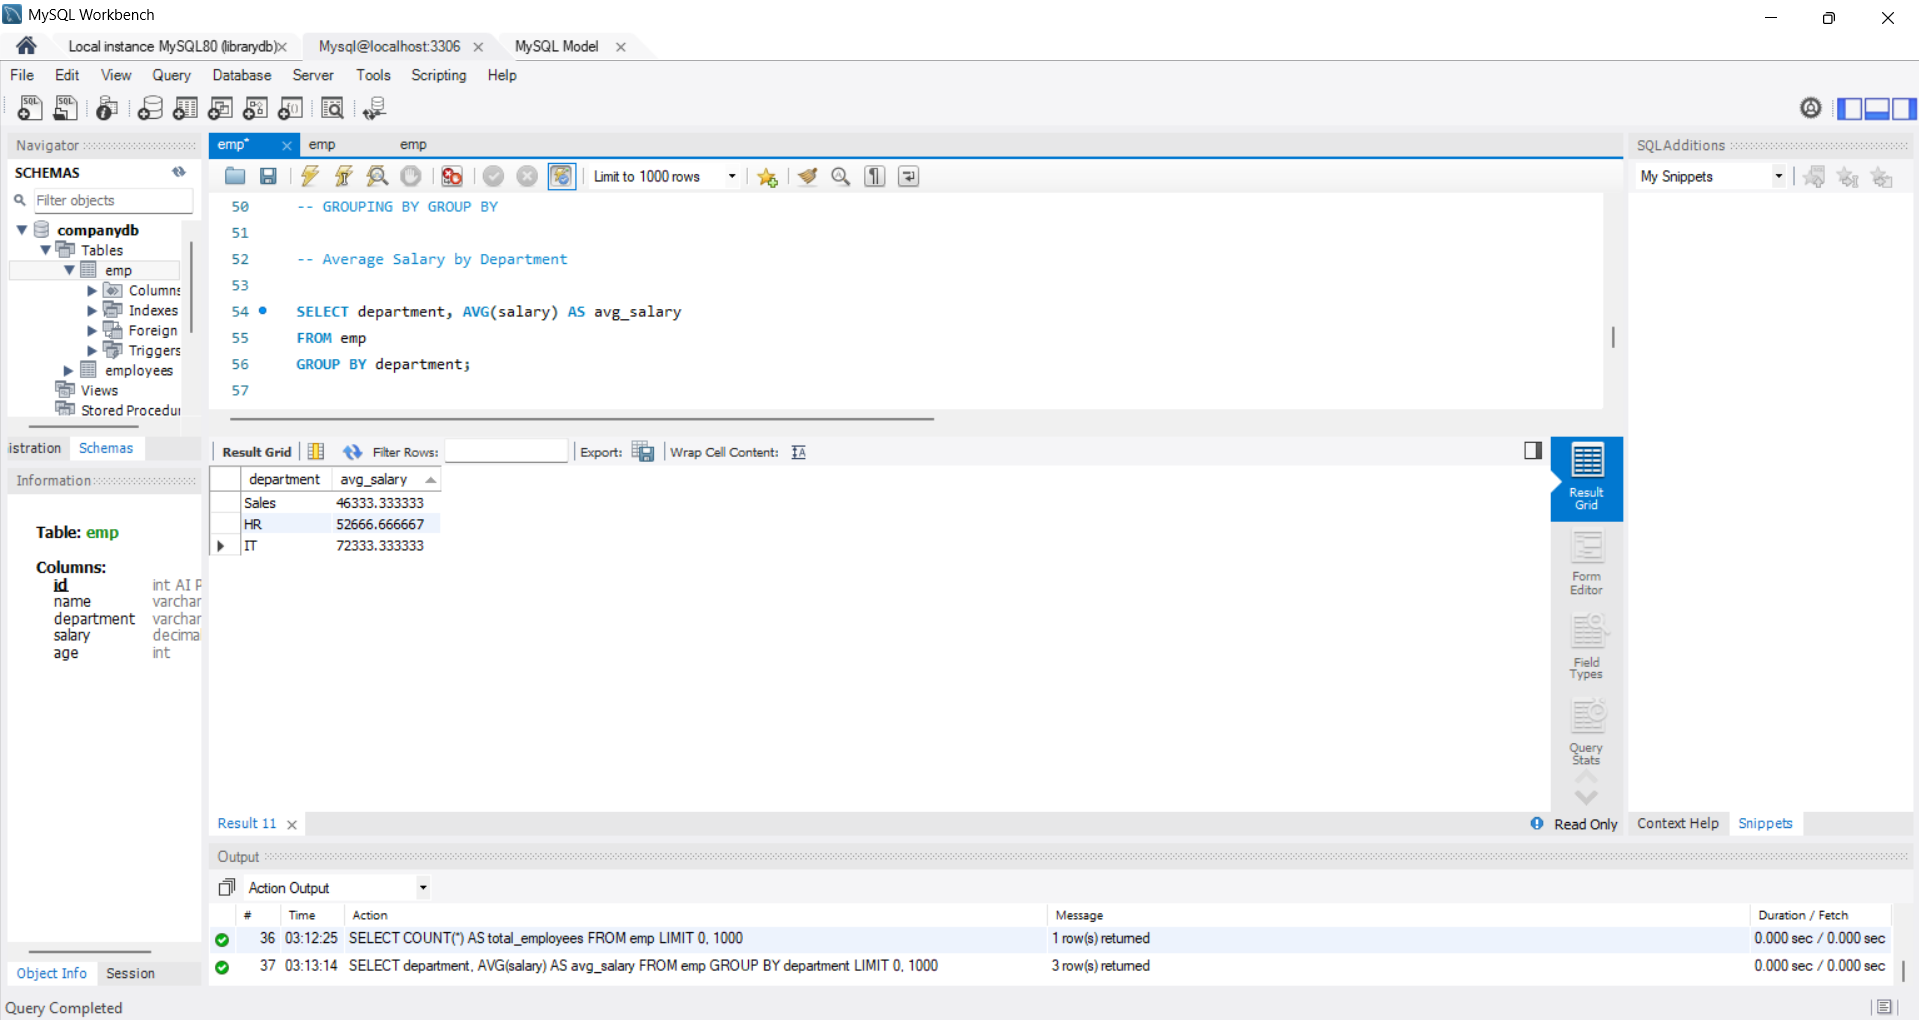 MySQL Workbench
Local instance MySQL80 (librarydb)
Mysql@localhost:3306
MySQL Model
File Edit View Query Database Server Tools Scripting Help
Navigator
SCHEMAS
Filter objects
companydb
Tables
emp
Columns
Indexes
Foreign
Triggers
employees
Views
Stored Procedu
istration Schemas
Information
Table: emp
Columns:
id int AI P
name varchar
department varchar
salary decima
age int
Object Info Session
emp* emp emp
Limit to 1000 rows
50 -- GROUPING BY GROUP BY
51
52 -- Average Salary by Department
53
54 SELECT department, AVG(salary) AS avg_salary
55 FROM emp
56 GROUP BY department;
57
Result Grid Filter Rows: Export: Wrap Cell Content:
department avg_salary
Sales 46333.333333
HR 52666.666667
IT 72333.333333
Result Grid
Form Editor
Field Types
Query Stats
Result 11
Read Only
SQLAdditions
My Snippets
Context Help Snippets
Output
Action Output
# Time Action Message Duration / Fetch
36 03:12:25 SELECT COUNT(*) AS total_employees FROM emp LIMIT 0, 1000 1 row(s) returned 0.000 sec / 0.000 sec
37 03:13:14 SELECT department, AVG(salary) AS avg_salary FROM emp GROUP BY department LIMIT 0, 1000 3 row(s) returned 0.000 sec / 0.000 sec
Query Completed